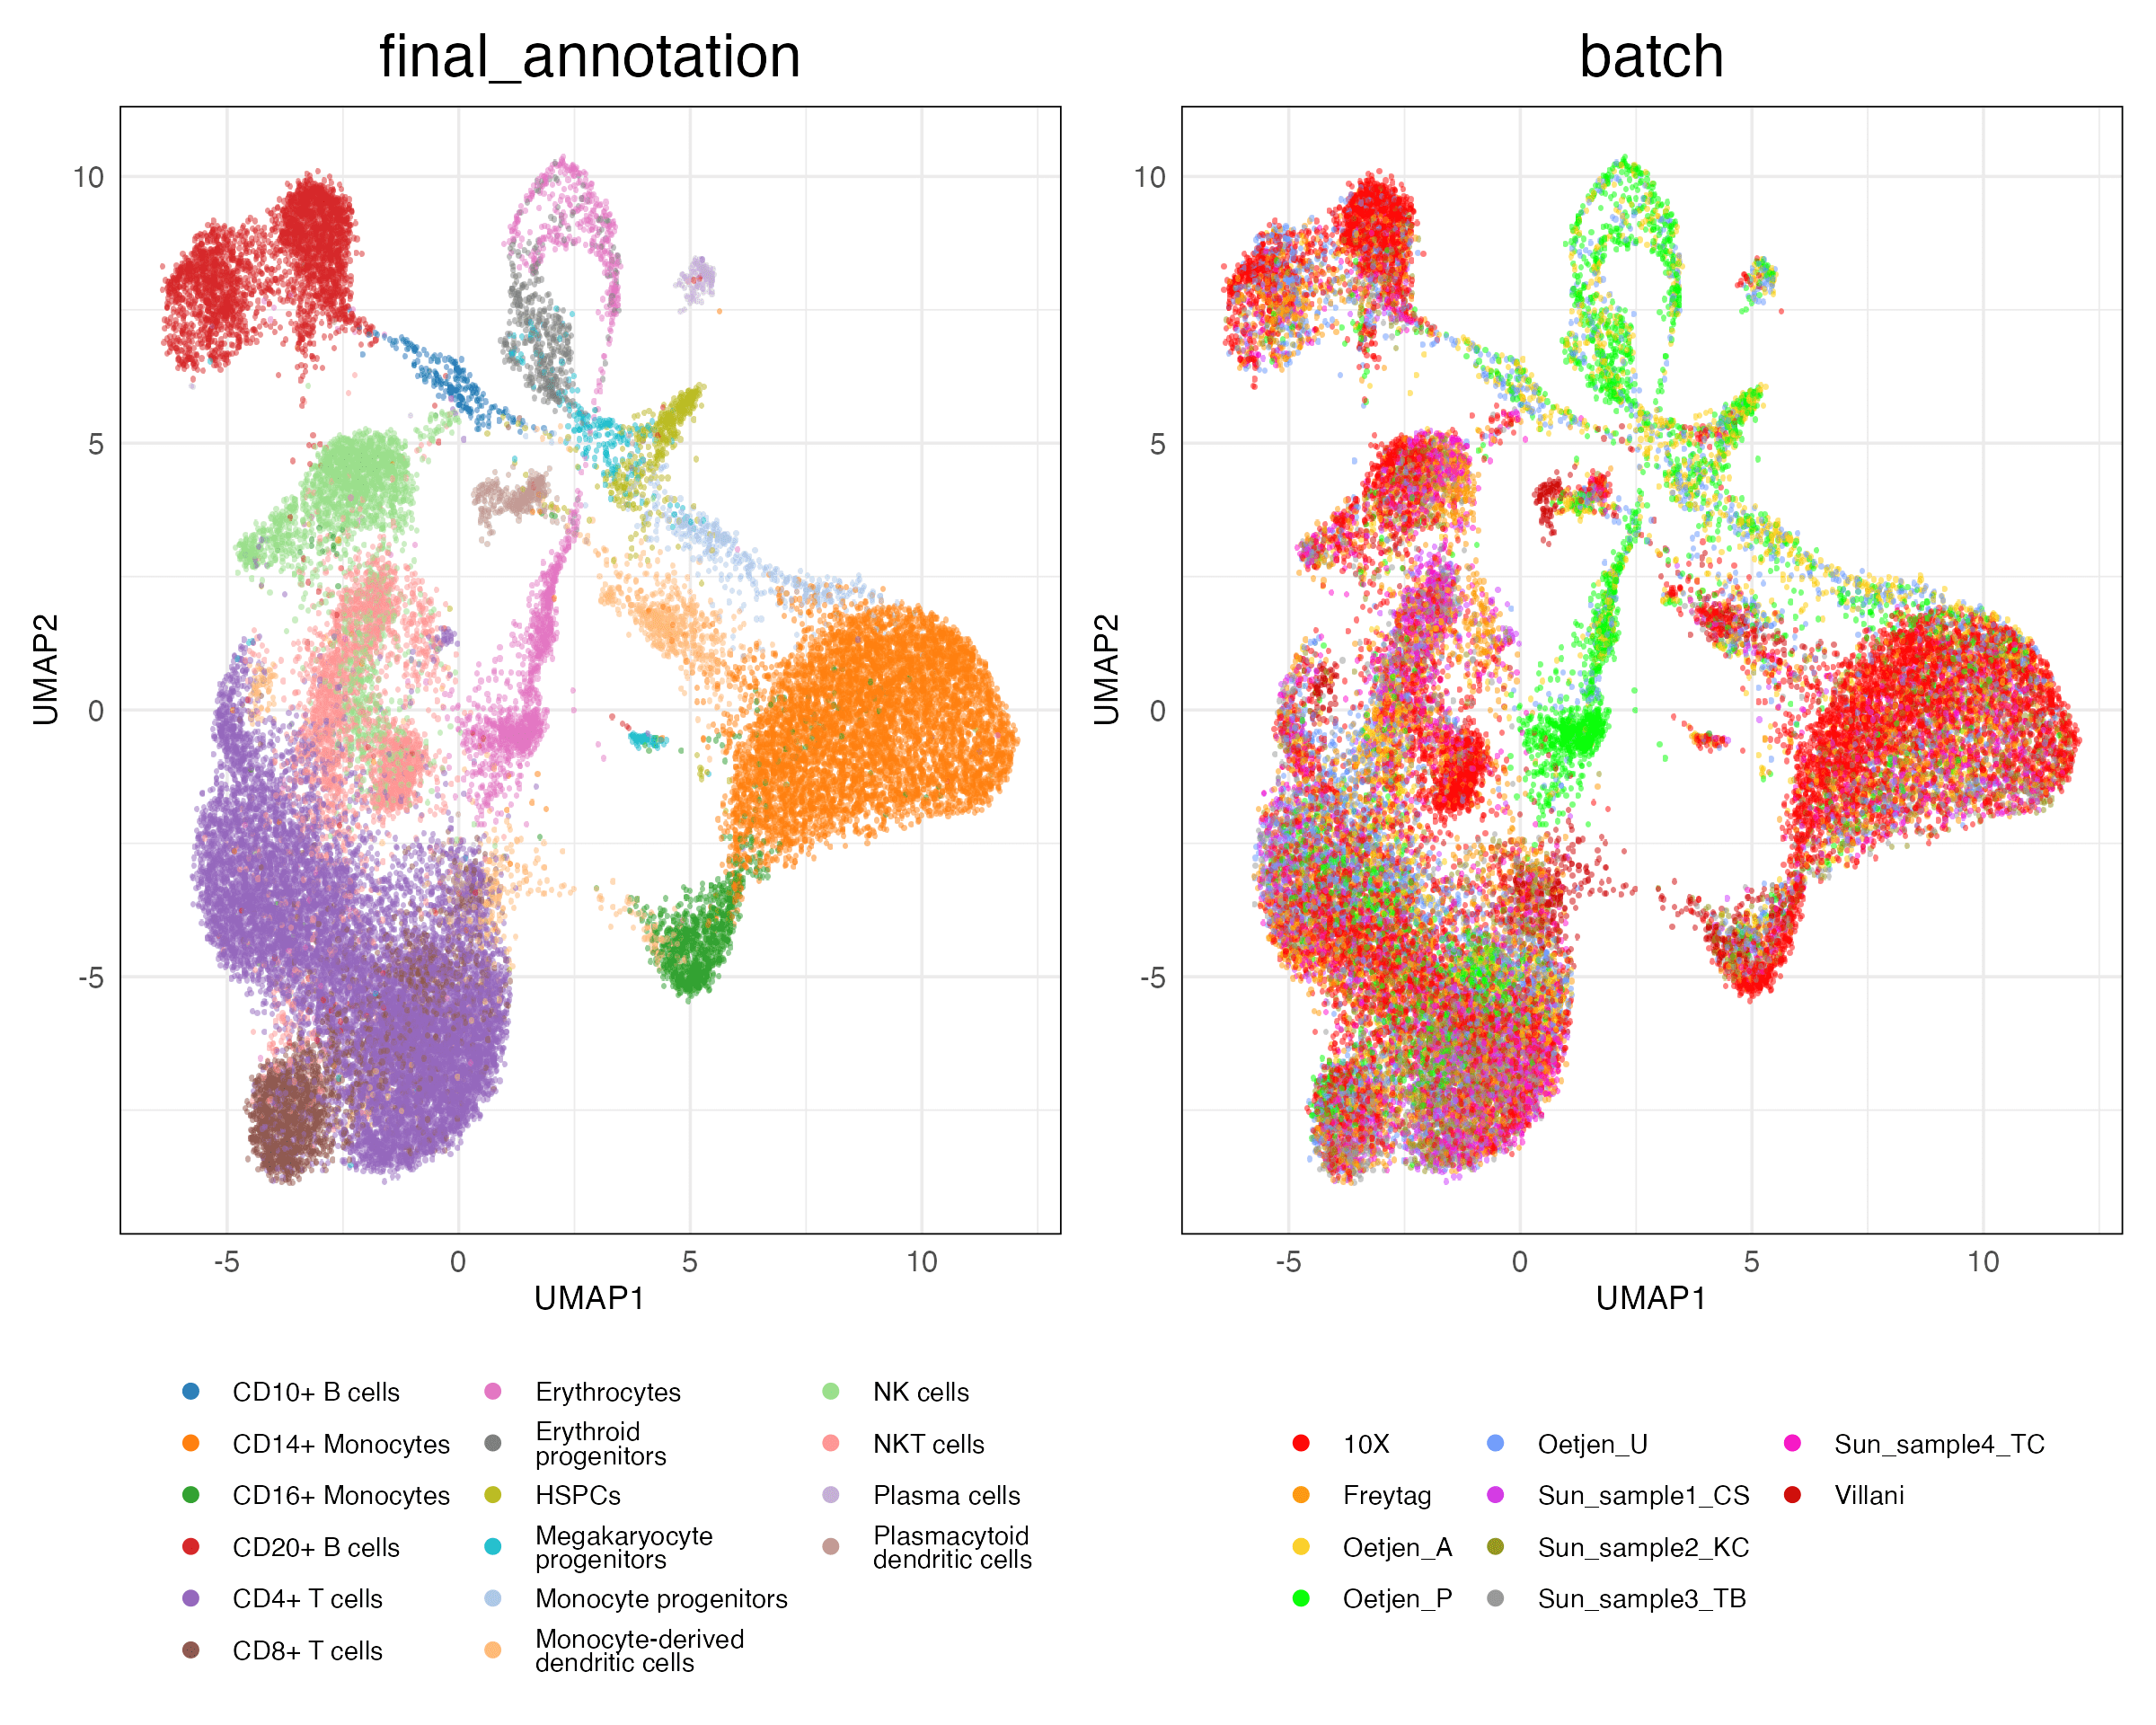 final_annotation
batch
10
5
0
-5
UMAP2
-5
0
5
10
UMAP1
10
5
0
-5
UMAP2
-5
0
5
10
UMAP1
CD10+ B cells
CD14+ Monocytes
CD16+ Monocytes
CD20+ B cells
CD4+ T cells
CD8+ T cells
Erythrocytes
Erythroid
progenitors
HSPCs
Megakaryocyte
progenitors
Monocyte progenitors
Monocyte-derived
dendritic cells
NK cells
NKT cells
Plasma cells
Plasmacytoid
dendritic cells
10X
Freytag
Oetjen_A
Oetjen_P
Oetjen_U
Sun_sample1_CS
Sun_sample2_KC
Sun_sample3_TB
Sun_sample4_TC
Villani